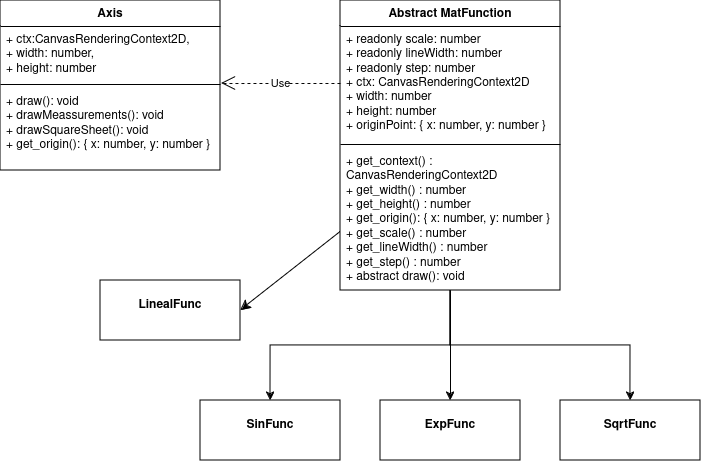 Axis
+ ctx:CanvasRenderingContext2D,
+ width: number,
+ height: number
+ draw(): void
+ drawMeassurements(): void
+ drawSquareSheet(): void
+ get_origin(): { x: number, y: number }
Use
Abstract MatFunction
+ readonly scale: number
+ readonly lineWidth: number
+ readonly step: number
+ ctx: CanvasRenderingContext2D
+ width: number
+ height: number
+ originPoint: { x: number, y: number }
+ get_context() :
CanvasRenderingContext2D
+ get_width() : number
+ get_height() : number
+ get_origin(): { x: number, y: number }
+ get_scale() : number
+ get_lineWidth() : number
+ get_step() : number
+ abstract draw(): void
LinealFunc
SinFunc
ExpFunc
SqrtFunc